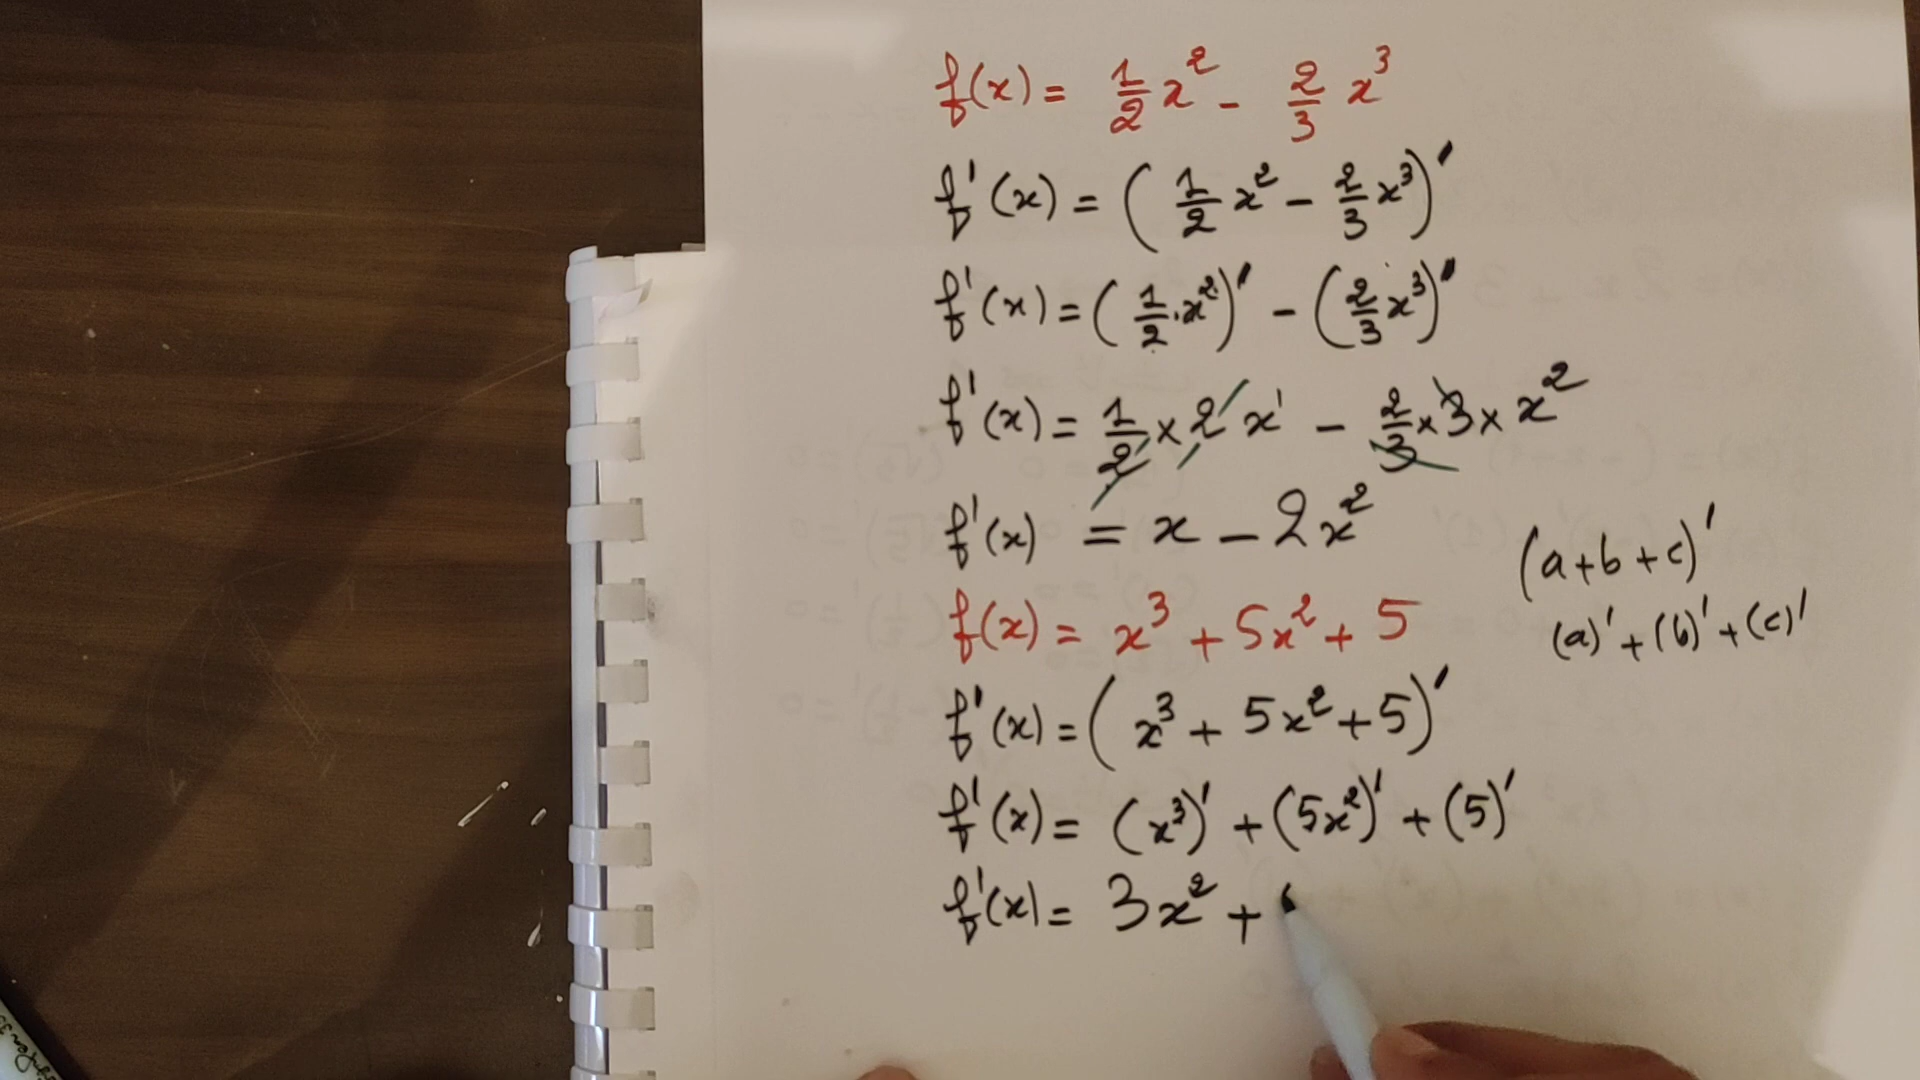 f(x) = 1/2 x² - 2/3 x³
f'(x) = (1/2 x² - 2/3 x³)'
f'(x) = (1/2 · x²)' - (2/3 x³)'
f'(x) = 1/2 × 2 x¹ - 2/3 × 3 × x²
f'(x) = x - 2x²
(a+b+c)'
f(x) = x³ + 5x² + 5
(a)' + (b)' + (c)'
f'(x) = (x³ + 5x² + 5)'
f'(x) = (x³)' + (5x²)' + (5)'
f'(x) = 3x² +